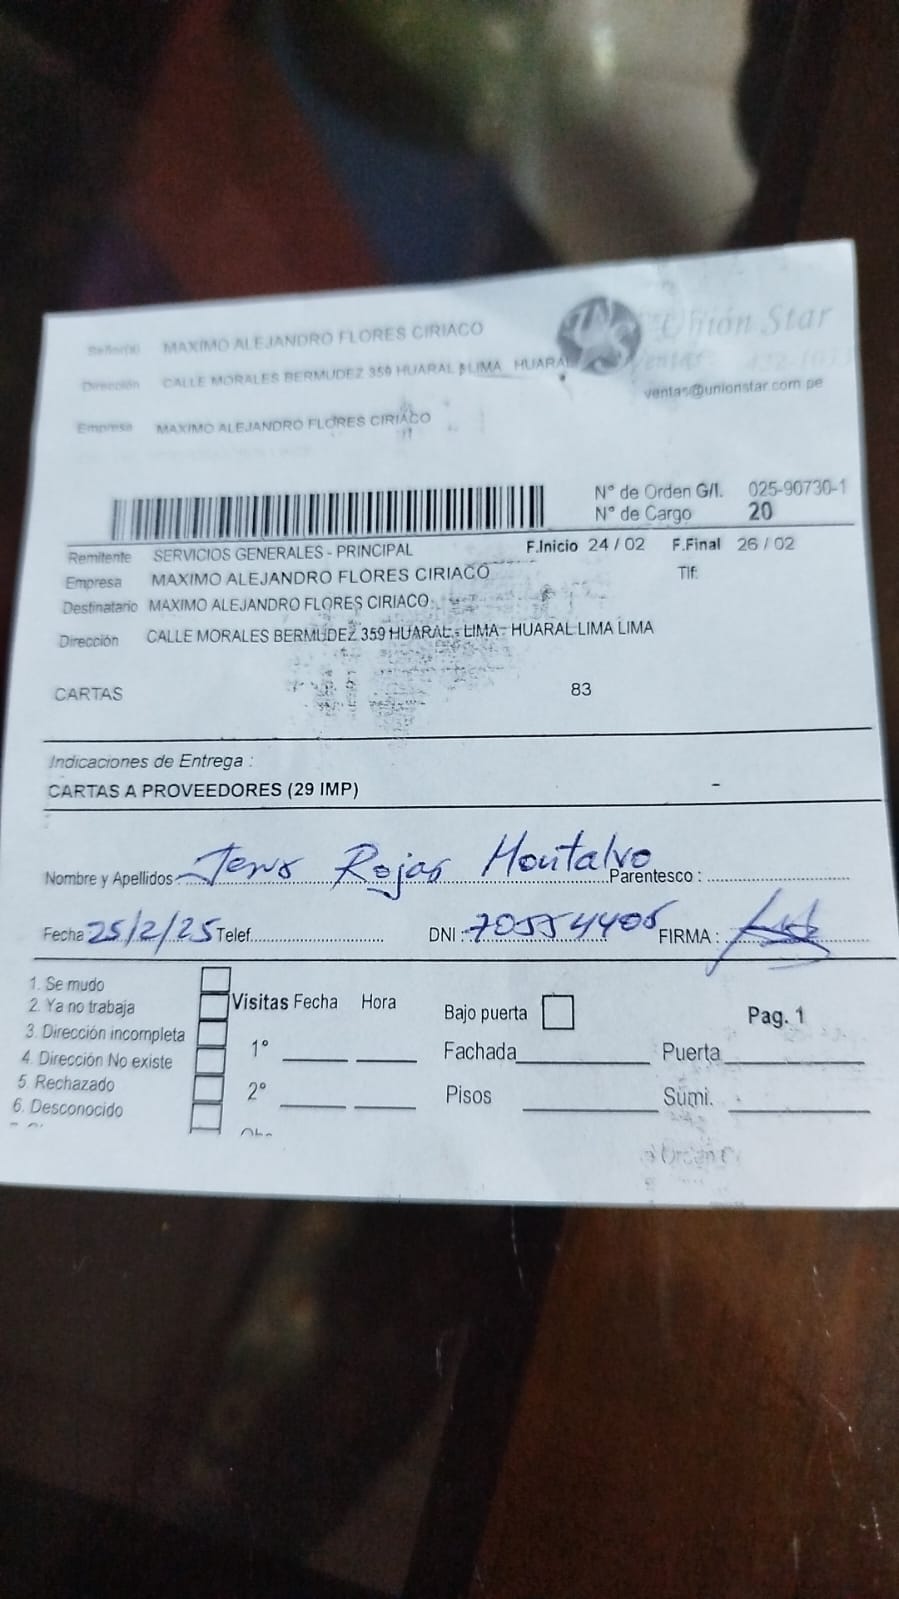 Señor(a) MAXIMO ALEJANDRO FLORES CIRIACO
Unión Star
Dirección CALLE MORALES BERMUDEZ 359 HUARAL - LIMA HUARAL
Ventas
ventas@unionstar.com.pe
Empresa MAXIMO ALEJANDRO FLORES CIRIACO
N° de Orden G/I. 025-90730-1
N° de Cargo 20
Remitente SERVICIOS GENERALES - PRINCIPAL F.Inicio 24 / 02 F.Final 26 / 02
Empresa MAXIMO ALEJANDRO FLORES CIRIACO Tlf:
Destinatario MAXIMO ALEJANDRO FLORES CIRIACO
Dirección CALLE MORALES BERMUDEZ 359 HUARAL - LIMA - HUARAL LIMA LIMA
CARTAS 83
Indicaciones de Entrega :
CARTAS A PROVEEDORES (29 IMP) -
Nombre y Apellidos Rojas Montalvo Parentesco :
Fecha 25/2/25 Telef. DNI : 70554405 FIRMA :
1. Se mudo
2. Ya no trabaja Visitas Fecha Hora Bajo puerta Pag. 1
3. Dirección incompleta 1° Fachada Puerta
4. Dirección No existe
5. Rechazado 2° Pisos Sumi.
6. Desconocido